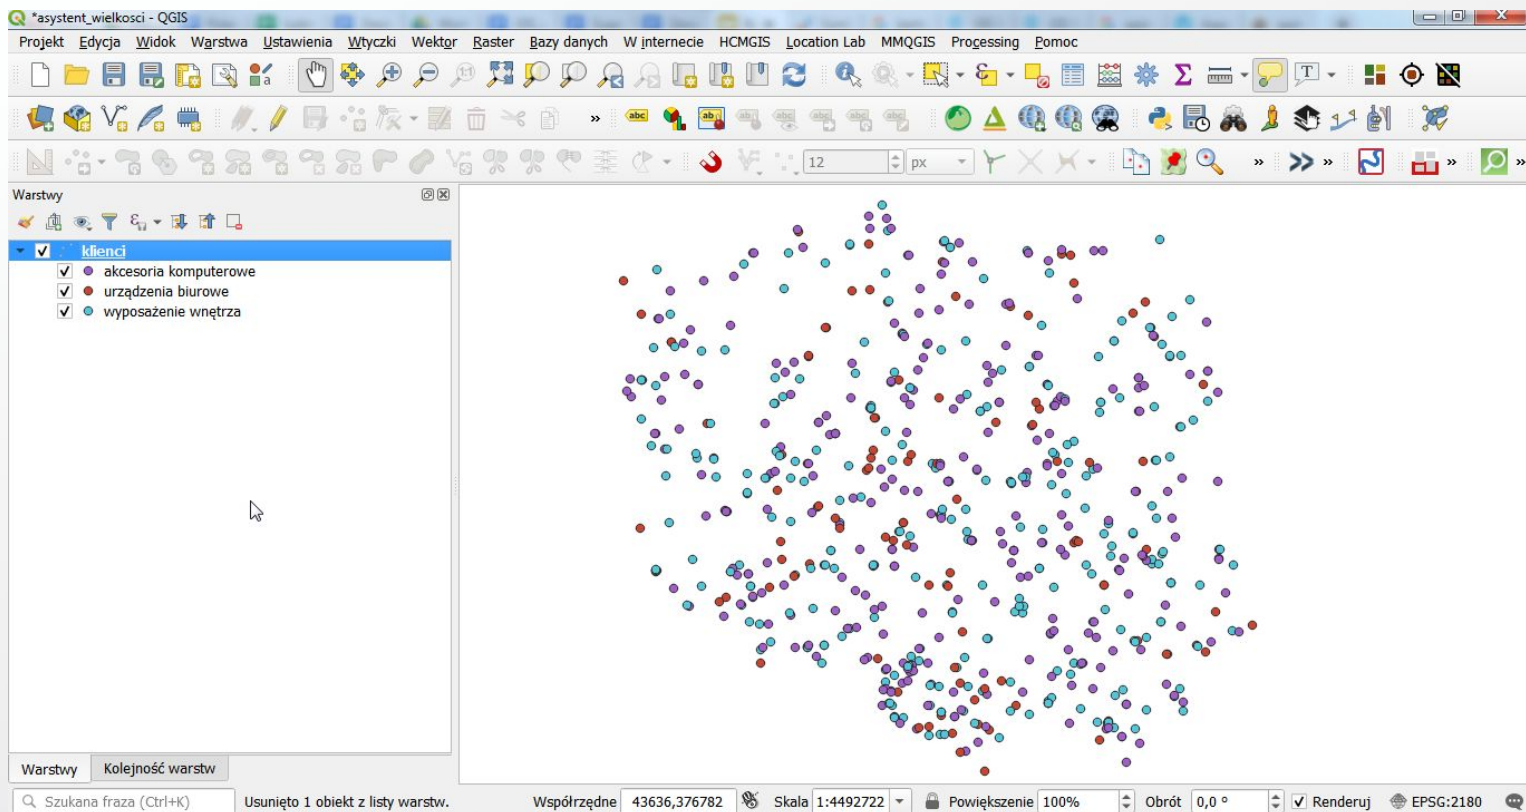 *asystent_wielkosci - QGIS
Projekt Edycja Widok Warstwa Ustawienia Wtyczki Wektor Raster Bazy danych W internecie HCMGIS Location Lab MMQGIS Processing Pomoc
12 px
Warstwy
klienci
akcesoria komputerowe
urządzenia biurowe
wyposażenie wnętrza
Warstwy Kolejność warstw
Szukana fraza (Ctrl+K) Usunięto 1 obiekt z listy warstw. Współrzędne 43636,376782 Skala 1:4492722 Powiększenie 100% Obrót 0,0 ° Renderuj EPSG:2180